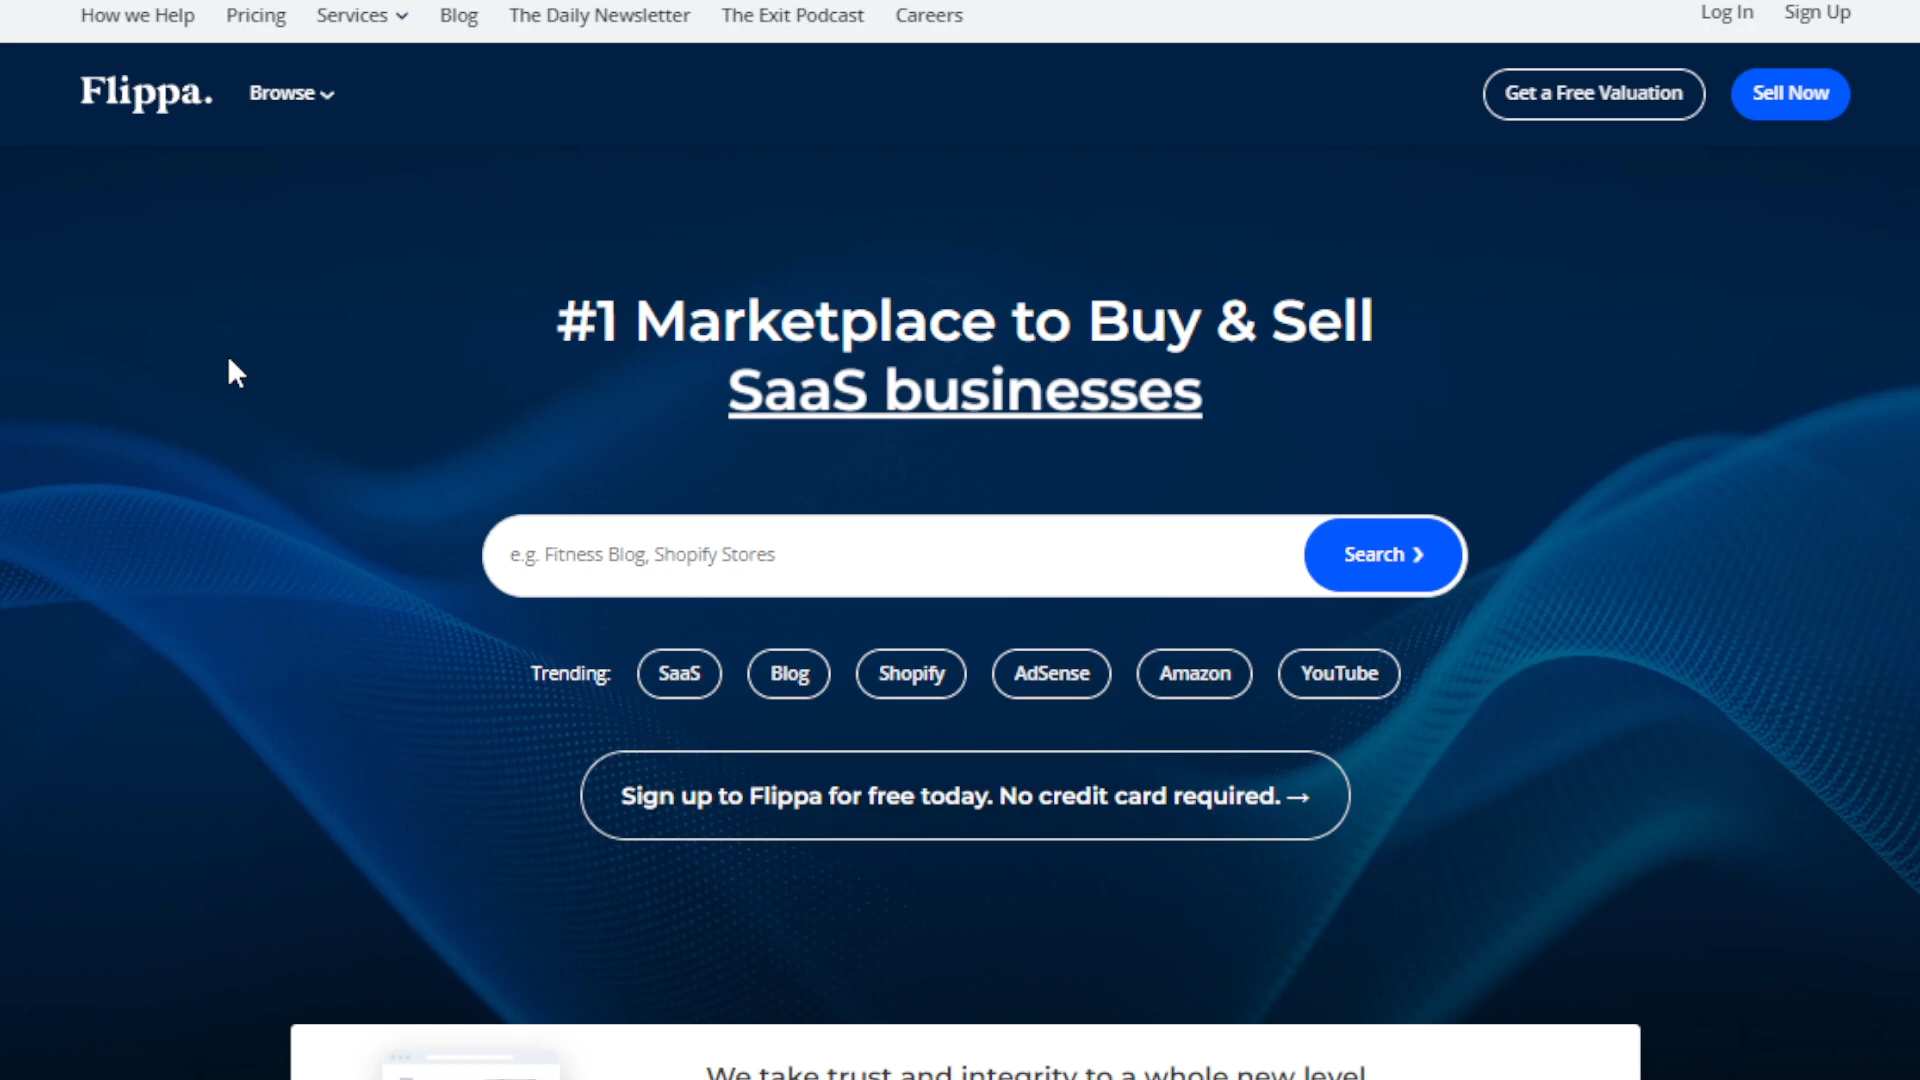 How we Help Pricing Services Blog The Daily Newsletter The Exit Podcast Careers Log In Sign Up
Flippa. Browse Get a Free Valuation Sell Now
#1 Marketplace to Buy & Sell
SaaS businesses
e.g. Fitness Blog, Shopify Stores Search
Trending: SaaS Blog Shopify AdSense Amazon YouTube
Sign up to Flippa for free today. No credit card required. →
We take trust and integrity to a whole new level